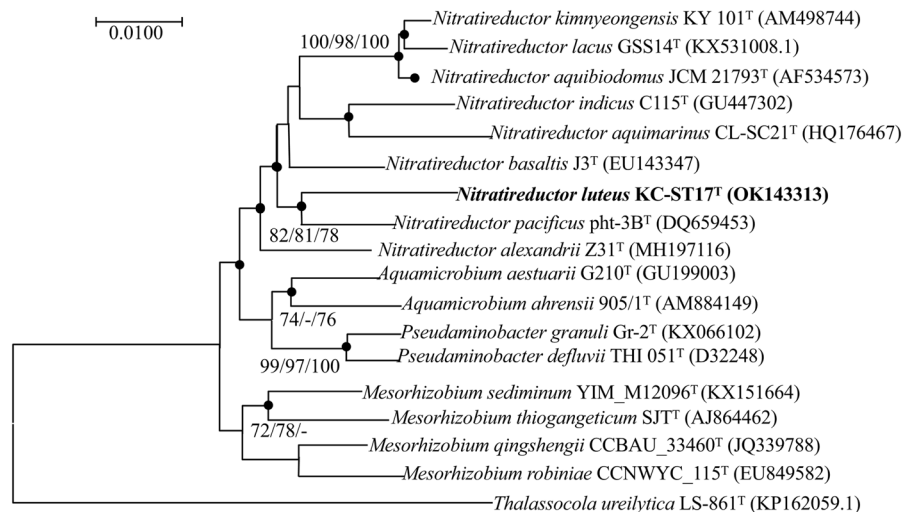 Nitratireductor kimnyeongensis KY 101ᵀ (AM498744)
0.0100
100/98/100
Nitratireductor lacus GSS14ᵀ (KX531008.1)
Nitratireductor aquibiodomus JCM 21793ᵀ (AF534573)
Nitratireductor indicus C115ᵀ (GU447302)
Nitratireductor aquimarinus CL-SC21ᵀ (HQ176467)
Nitratireductor basaltis J3ᵀ (EU143347)
Nitratireductor luteus KC-ST17ᵀ (OK143313)
Nitratireductor pacificus pht-3Bᵀ (DQ659453)
82/81/78
Nitratireductor alexandrii Z31ᵀ (MH197116)
Aquamicrobium aestuarii G210ᵀ (GU199003)
Aquamicrobium ahrensii 905/1ᵀ (AM884149)
74/-/76
Pseudaminobacter granuli Gr-2ᵀ (KX066102)
Pseudaminobacter defluvii THI 051ᵀ (D32248)
99/97/100
Mesorhizobium sediminum YIM_M12096ᵀ (KX151664)
Mesorhizobium thiogangeticum SJTᵀ (AJ864462)
72/78/-
Mesorhizobium qingshengii CCBAU_33460ᵀ (JQ339788)
Mesorhizobium robiniae CCNWYC_115ᵀ (EU849582)
Thalassocola ureilytica LS-861ᵀ (KP162059.1)